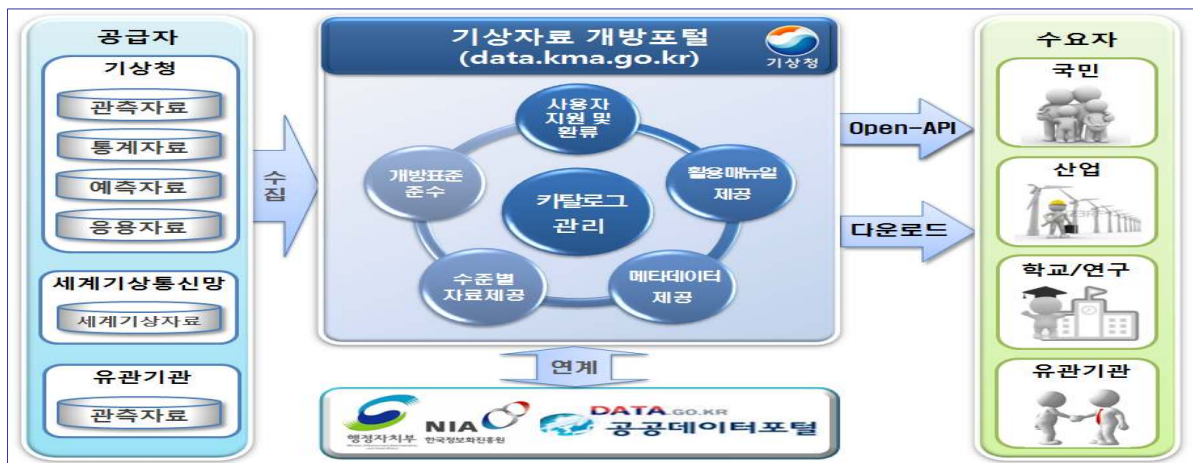 공급자
기상청
관측자료
통계자료
예측자료
응용자료
세계기상통신망
세계기상자료
유관기관
관측자료
수집
기상자료 개방포털
(data.kma.go.kr)
기상청
사용자
지원 및
환류
개방표준
준수
활용매뉴얼
제공
카탈로그
관리
수준별
자료제공
메타데이터
제공
연계
행정자치부
NIA
한국정보화진흥원
DATA.GO.KR
공공데이터포털
Open-API
다운로드
수요자
국민
산업
학교/연구
유관기관